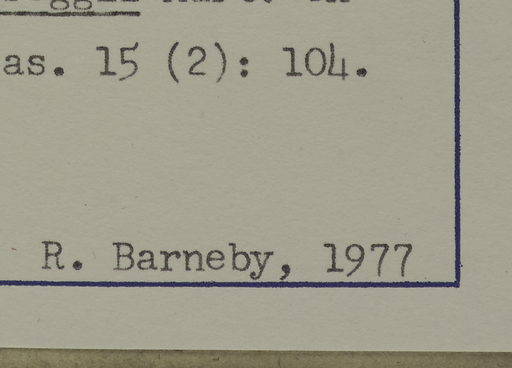 as. 15 (2): 104.
R. Barneby, 1977